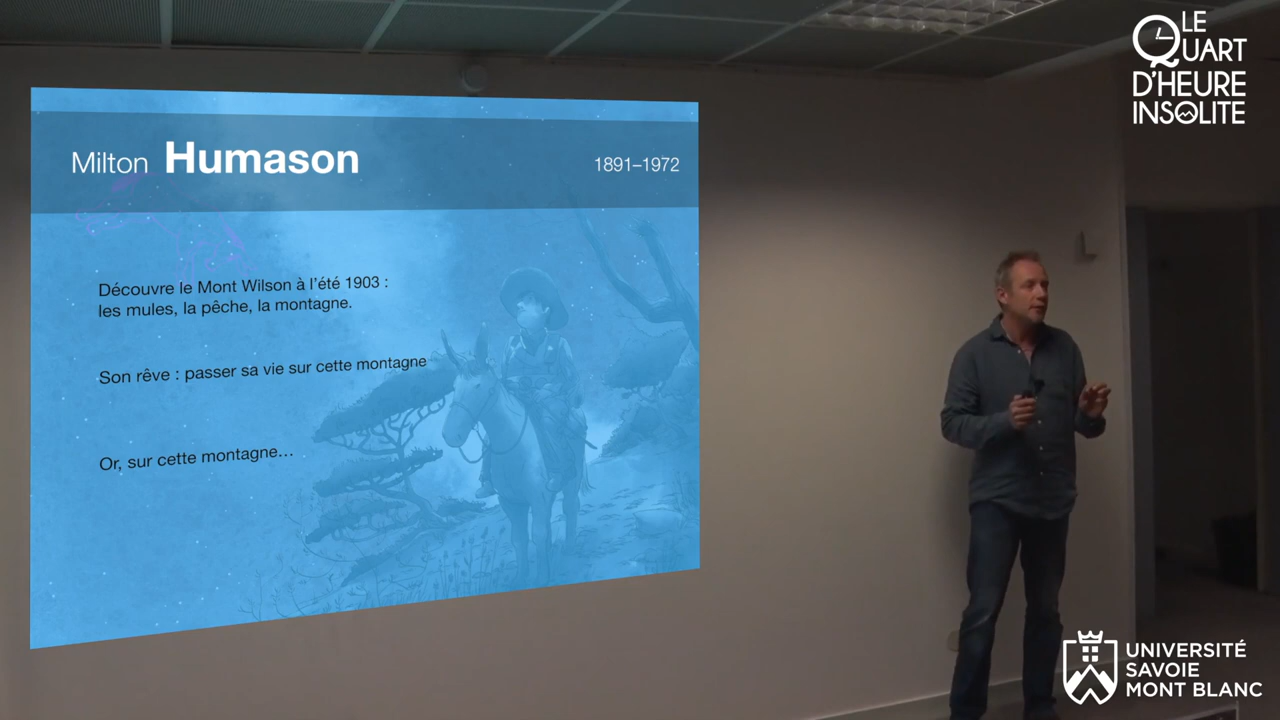 LE
QUART
D'HEURE
INSOLITE
Milton Humason
1891–1972
Découvre le Mont Wilson à l'été 1903 :
les mules, la pêche, la montagne.
Son rêve : passer sa vie sur cette montagne
Or, sur cette montagne…
UNIVERSITÉ
SAVOIE
MONT BLANC